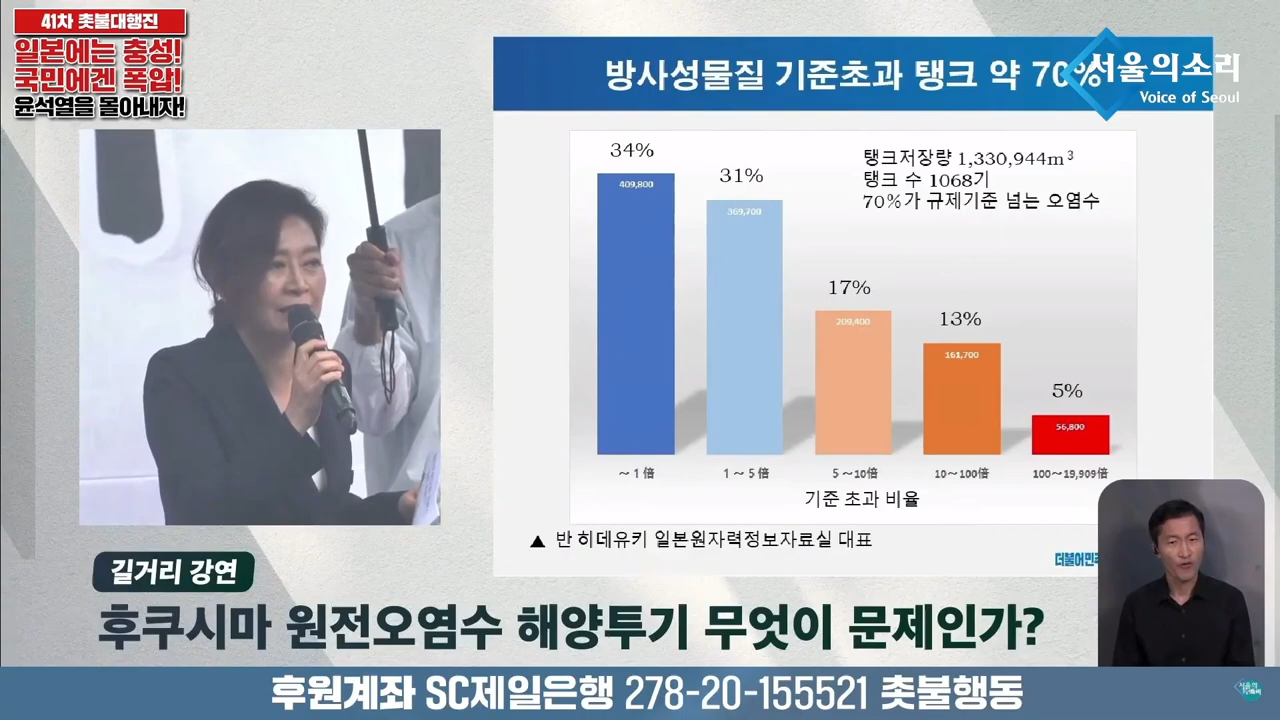 41차 촛불대행진
일본에는 충성!
국민에겐 폭압!
윤석열을 몰아내자!
방사성물질 기준초과 탱크 약 70%
서울의소리
Voice of Seoul
탱크저장량 1,330,944m³
탱크 수 1068기
70%가 규제기준 넘는 오염수
34%
409,800
31%
369,700
17%
209,400
13%
161,700
5%
56,800
~1倍
1~5倍
5~10倍
10~100倍
100~19,909倍
기준 초과 비율
▲ 반 히데유키 일본원자력정보자료실 대표
더불어민주
길거리 강연
후쿠시마 원전오염수 해양투기 무엇이 문제인가?
후원계좌 SC제일은행 278-20-155521 촛불행동